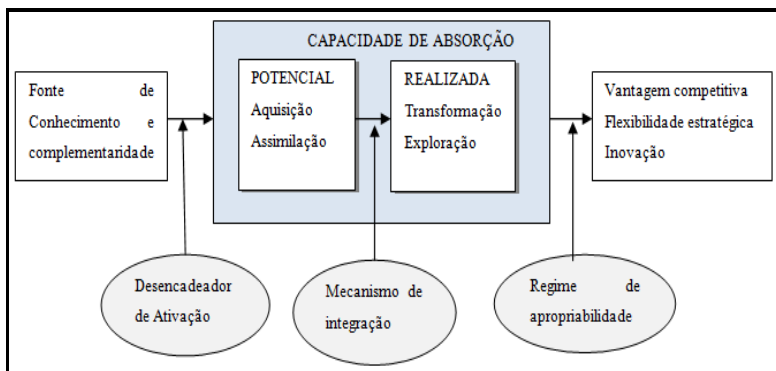 CAPACIDADE DE ABSORÇÃO
Fonte de
Conhecimento e
complementaridade
POTENCIAL
Aquisição
Assimilação
REALIZADA
Transformação
Exploração
Vantagem competitiva
Flexibilidade estratégica
Inovação
Desencadeador
de Ativação
Mecanismo de
integração
Regime de
apropriabilidade